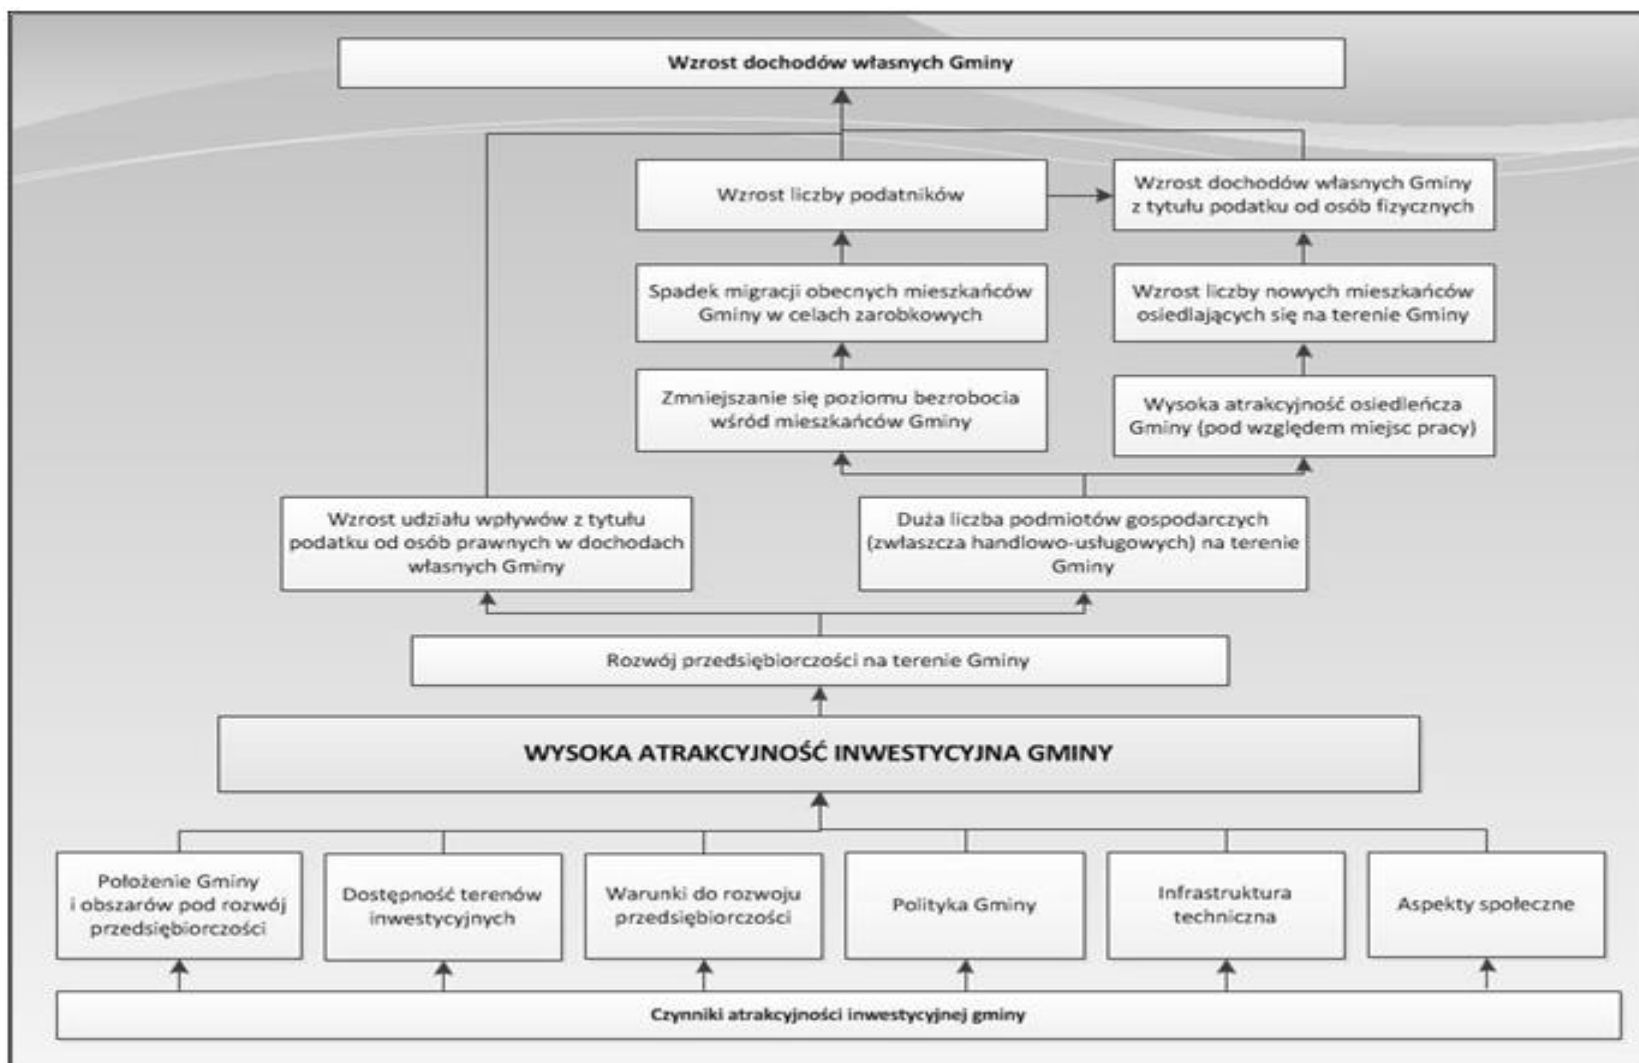 Wzrost dochodów własnych Gminy
Wzrost liczby podatników
Wzrost dochodów własnych Gminy
z tytułu podatku od osób fizycznych
Spadek migracji obecnych mieszkańców
Gminy w celach zarobkowych
Wzrost liczby nowych mieszkańców
osiedlających się na terenie Gminy
Zmniejszanie się poziomu bezrobocia
wśród mieszkańców Gminy
Wysoka atrakcyjność osiedleńcza
Gminy (pod względem miejsc pracy)
Wzrost udziału wpływów z tytułu
podatku od osób prawnych w dochodach
własnych Gminy
Duża liczba podmiotów gospodarczych
(zwłaszcza handlowo-usługowych) na terenie
Gminy
Rozwój przedsiębiorczości na terenie Gminy
WYSOKA ATRAKCYJNOŚĆ INWESTYCYJNA GMINY
Położenie Gminy
i obszarów pod rozwój
przedsiębiorczości
Dostępność terenów
inwestycyjnych
Warunki do rozwoju
przedsiębiorczości
Polityka Gminy
Infrastruktura
techniczna
Aspekty społeczne
Czynniki atrakcyjności inwestycyjnej gminy